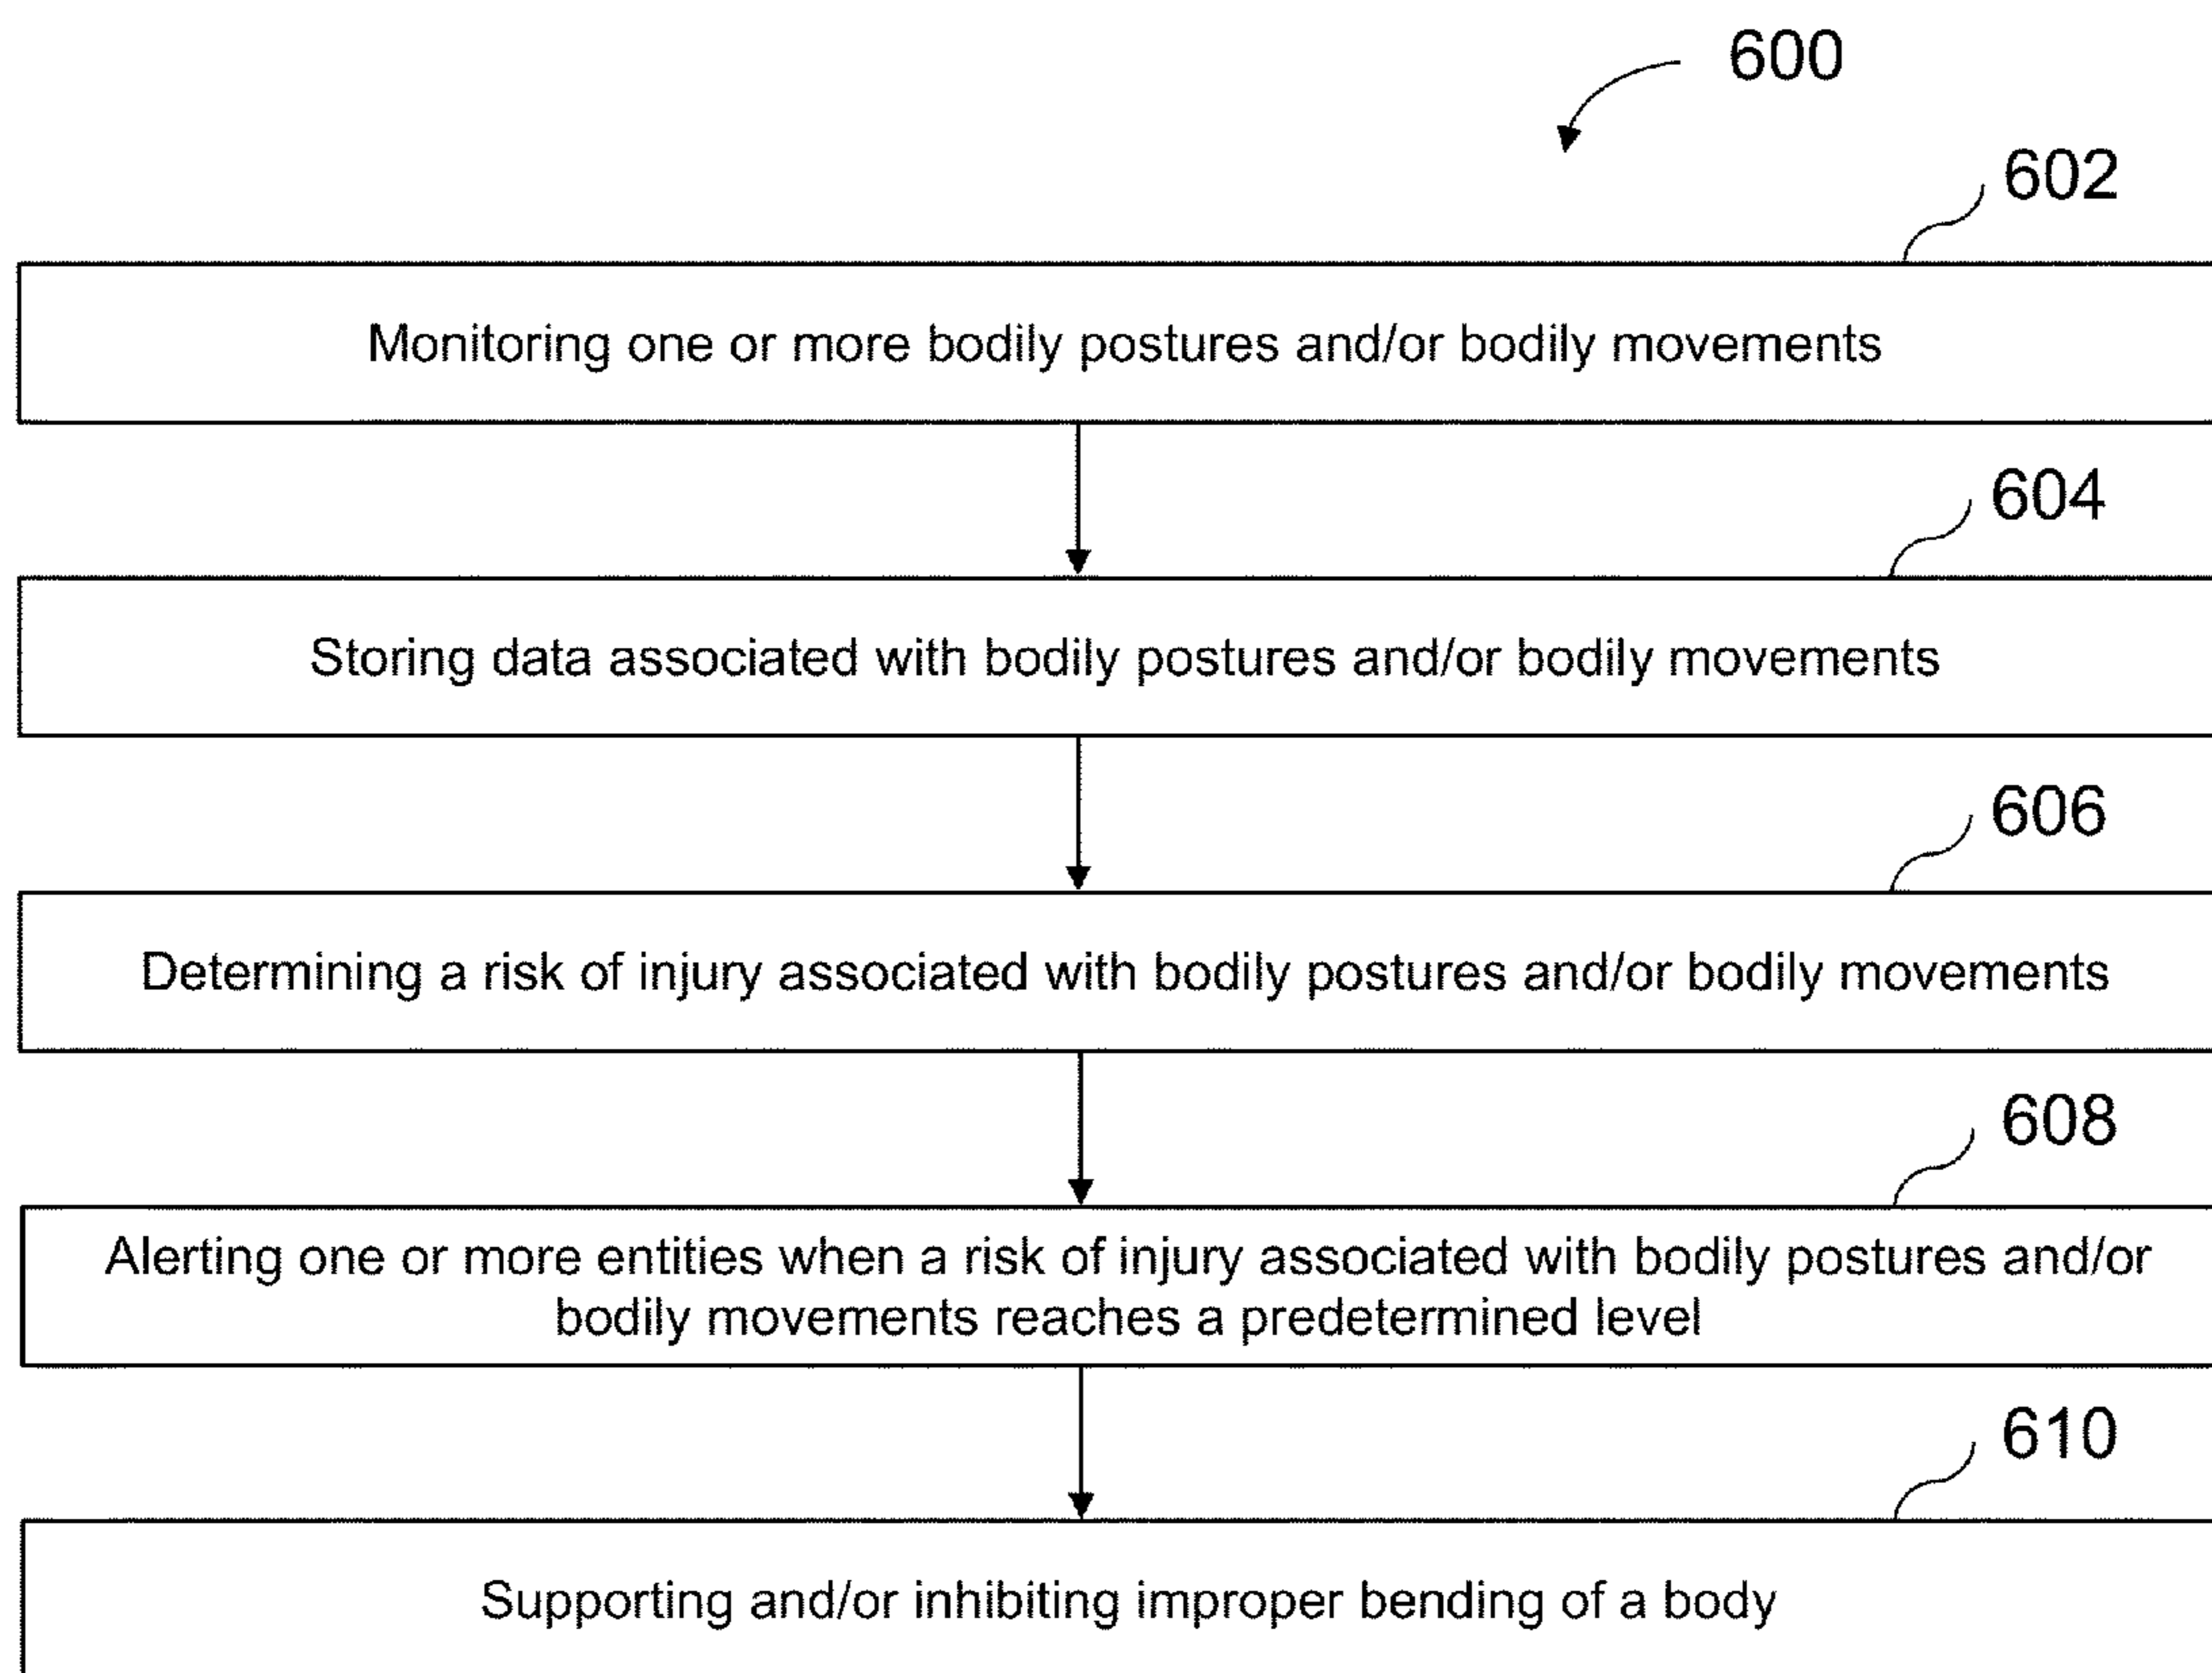 600
602
Monitoring one or more bodily postures and/or bodily movements
604
Storing data associated with bodily postures and/or bodily movements
606
Determining a risk of injury associated with bodily postures and/or bodily movements
608
Alerting one or more entities when a risk of injury associated with bodily postures and/or
bodily movements reaches a predetermined level
610
Supporting and/or inhibiting improper bending of a body